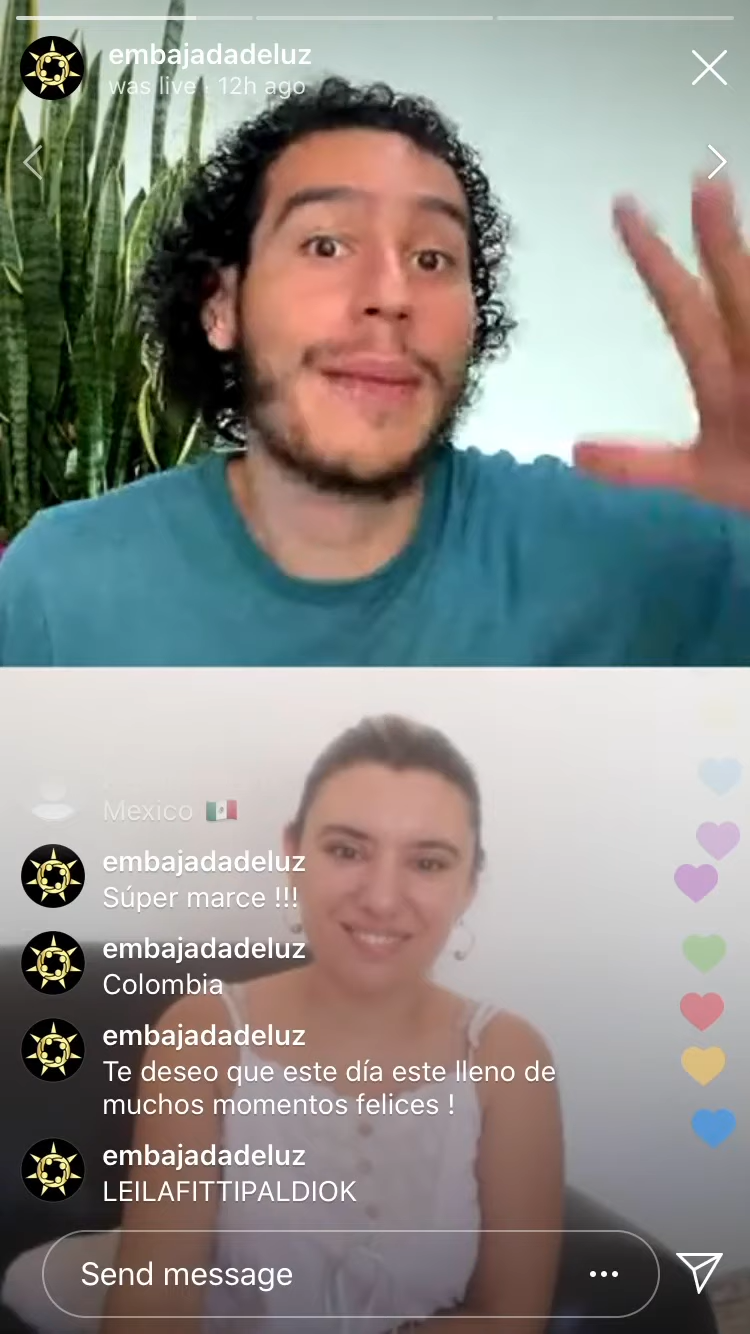 embajadadeluz
was live · 12h ago
Mexico 🇲🇽
embajadadeluz
Súper marce !!!
embajadadeluz
Colombia
embajadadeluz
Te deseo que este día este lleno de
muchos momentos felices !
embajadadeluz
LEILAFITTIPALDIOK
Send message